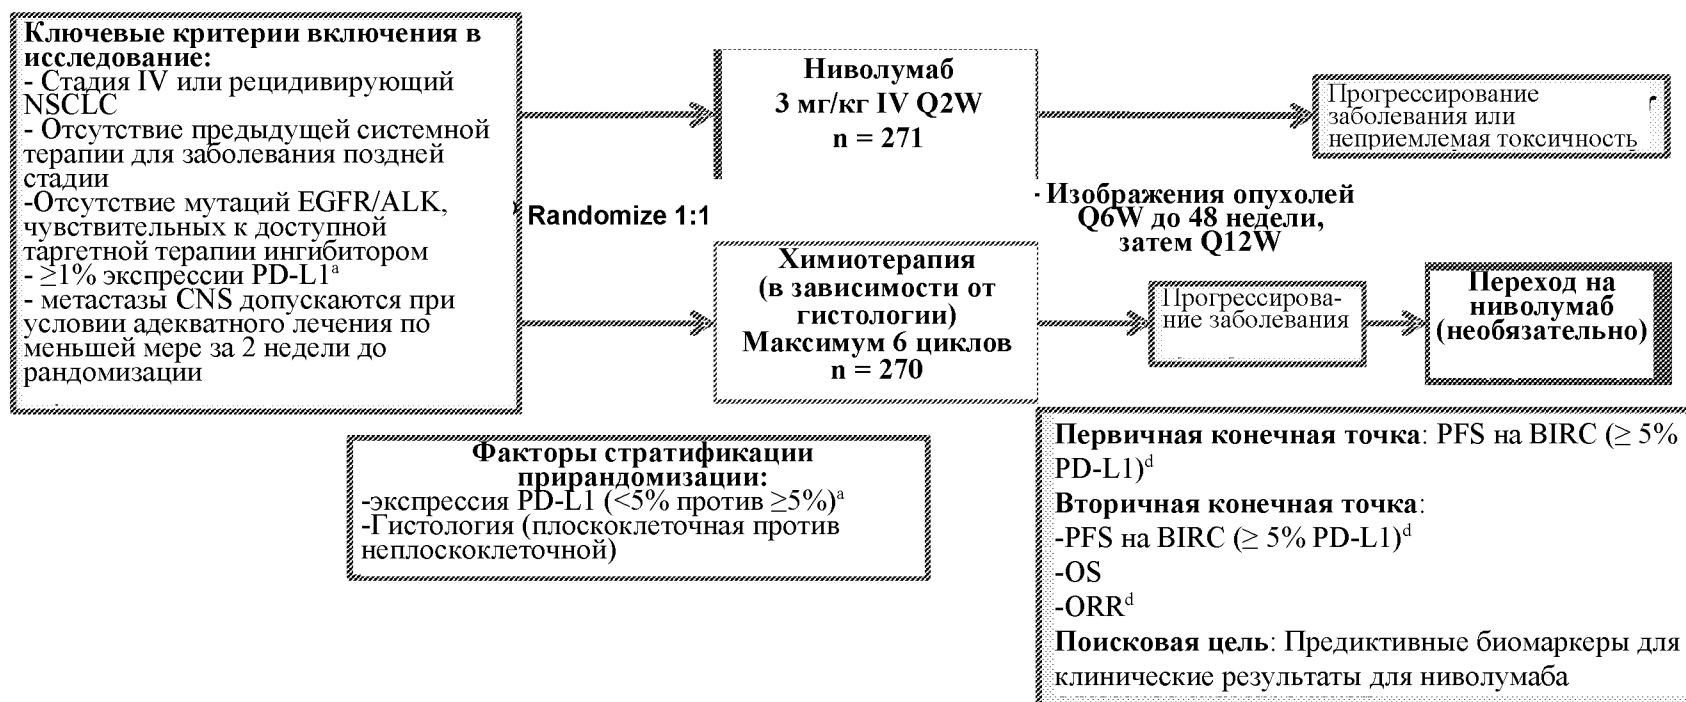 Ключевые критерии включения в
исследование:
- Стадия IV или рецидивирующий
NSCLC
- Отсутствие предыдущей системной
терапии для заболевания поздней
стадии
-Отсутствие мутаций EGFR/ALK,
чувствительных к доступной
таргетной терапии ингибитором
- ≥1% экспрессии PD-L1ᵃ
- метастазы CNS допускаются при
условии адекватного лечения по
меньшей мере за 2 недели до
рандомизации
Randomize 1:1
Ниволумаб
3 мг/кг IV Q2W
n = 271
Прогрессирование
заболевания или
неприемлемая токсичность
- Изображения опухолей
Q6W до 48 недели,
затем Q12W
Химиотерапия
(в зависимости от
гистологии)
Максимум 6 циклов
n = 270
Прогрессирова-
ние заболевания
Переход на
ниволумаб
(необязательно)
Факторы стратификации
прирандомизации:
-экспрессия PD-L1 (<5% против ≥5%)ᵃ
-Гистология (плоскоклеточная против
неплоскоклеточной)
Первичная конечная точка: PFS на BIRC (≥ 5%
PD-L1)ᵈ
Вторичная конечная точка:
-PFS на BIRC (≥ 5% PD-L1)ᵈ
-OS
-ORRᵈ
Поисковая цель: Предиктивные биомаркеры для
клинические результаты для ниволумаба